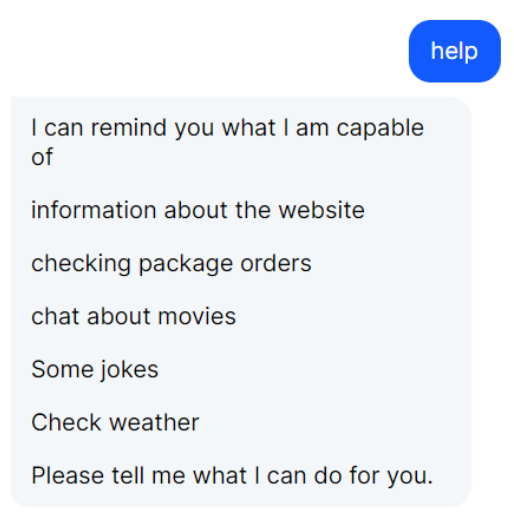 help
I can remind you what I am capable
of
information about the website
checking package orders
chat about movies
Some jokes
Check weather
Please tell me what I can do for you.